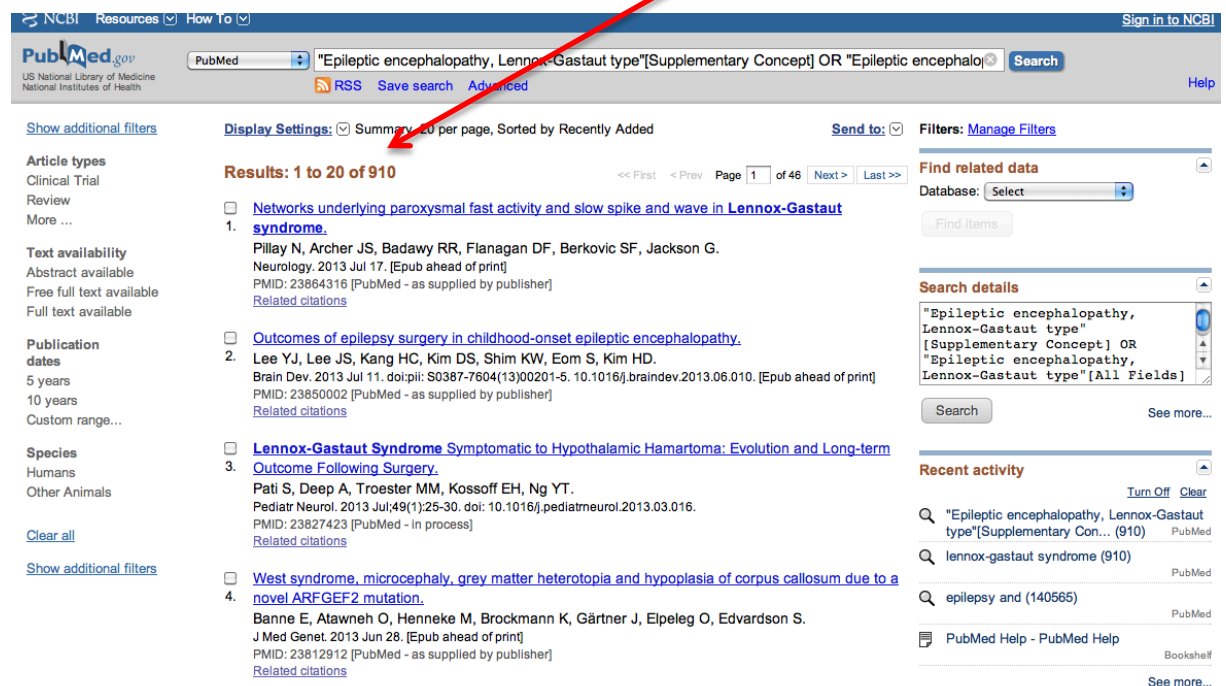 NCBI Resources How To Sign in to NCBI
PubMed.gov
US National Library of Medicine
National Institutes of Health
PubMed
"Epileptic encephalopathy, Lennox-Gastaut type"[Supplementary Concept] OR "Epileptic encephalo
Search
RSS Save search Advanced
Help
Show additional filters
Article types
Clinical Trial
Review
More ...
Text availability
Abstract available
Free full text available
Full text available
Publication
dates
5 years
10 years
Custom range...
Species
Humans
Other Animals
Clear all
Show additional filters
Display Settings: Summary, 20 per page, Sorted by Recently Added Send to:
Results: 1 to 20 of 910
<< First < Prev Page 1 of 46 Next > Last >>
Networks underlying paroxysmal fast activity and slow spike and wave in Lennox-Gastaut
1. syndrome.
Pillay N, Archer JS, Badawy RR, Flanagan DF, Berkovic SF, Jackson G.
Neurology. 2013 Jul 17. [Epub ahead of print]
PMID: 23864316 [PubMed - as supplied by publisher]
Related citations
Outcomes of epilepsy surgery in childhood-onset epileptic encephalopathy.
2. Lee YJ, Lee JS, Kang HC, Kim DS, Shim KW, Eom S, Kim HD.
Brain Dev. 2013 Jul 11. doi:pii: S0387-7604(13)00201-5. 10.1016/j.braindev.2013.06.010. [Epub ahead of print]
PMID: 23850002 [PubMed - as supplied by publisher]
Related citations
Lennox-Gastaut Syndrome Symptomatic to Hypothalamic Hamartoma: Evolution and Long-term
3. Outcome Following Surgery.
Pati S, Deep A, Troester MM, Kossoff EH, Ng YT.
Pediatr Neurol. 2013 Jul;49(1):25-30. doi: 10.1016/j.pediatrneurol.2013.03.016.
PMID: 23827423 [PubMed - in process]
Related citations
West syndrome, microcephaly, grey matter heterotopia and hypoplasia of corpus callosum due to a
4. novel ARFGEF2 mutation.
Banne E, Atawneh O, Henneke M, Brockmann K, Gärtner J, Elpeleg O, Edvardson S.
J Med Genet. 2013 Jun 28. [Epub ahead of print]
PMID: 23812912 [PubMed - as supplied by publisher]
Related citations
Filters: Manage Filters
Find related data
Database: Select
Find items
Search details
"Epileptic encephalopathy,
Lennox-Gastaut type"
[Supplementary Concept] OR
"Epileptic encephalopathy,
Lennox-Gastaut type"[All Fields]
Search
See more...
Recent activity
Turn Off Clear
"Epileptic encephalopathy, Lennox-Gastaut
type"[Supplementary Con... (910) PubMed
lennox-gastaut syndrome (910)
PubMed
epilepsy and (140565)
PubMed
PubMed Help - PubMed Help
Bookshelf
See more...